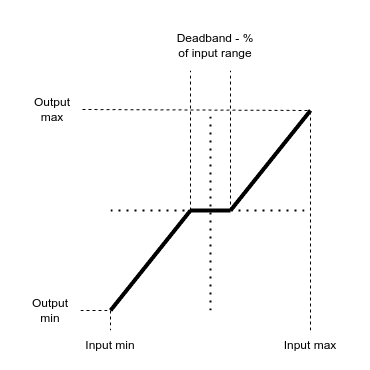 Deadband - %
of input range
Output
max
Output
min
Input min
Input max